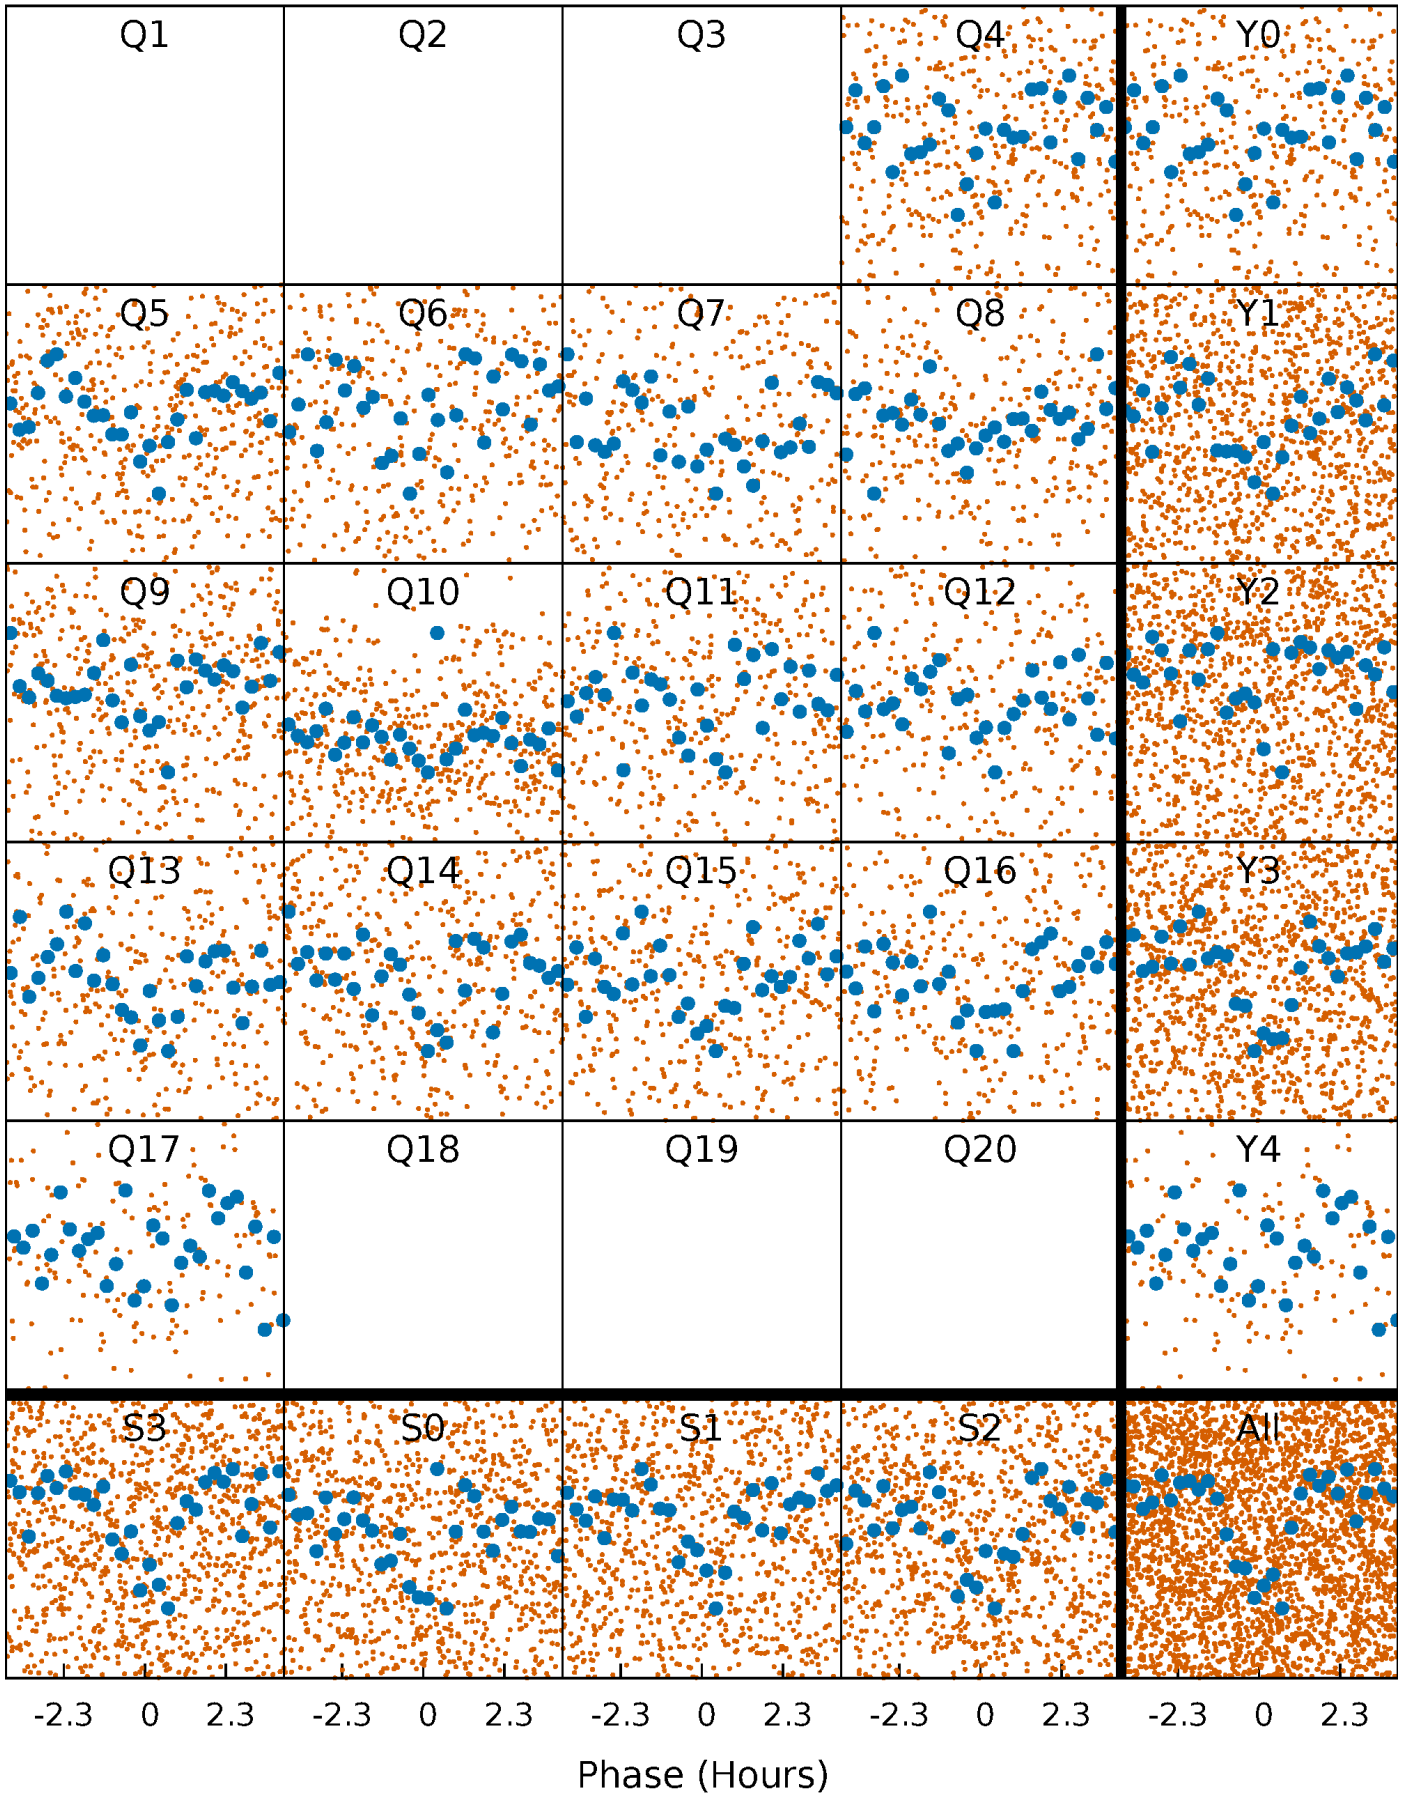 Q1 Q2 Q3 Q4 Y0
Q5 Q6 Q7 Q8 Y1
Q9 Q10 Q11 Q12 Y2
Q13 Q14 Q15 Q16 Y3
Q17 Q18 Q19 Q20 Y4
S3 S0 S1 S2 All
-2.3 0 2.3 -2.3 0 2.3 -2.3 0 2.3 -2.3 0 2.3 -2.3 0 2.3
Phase (Hours)